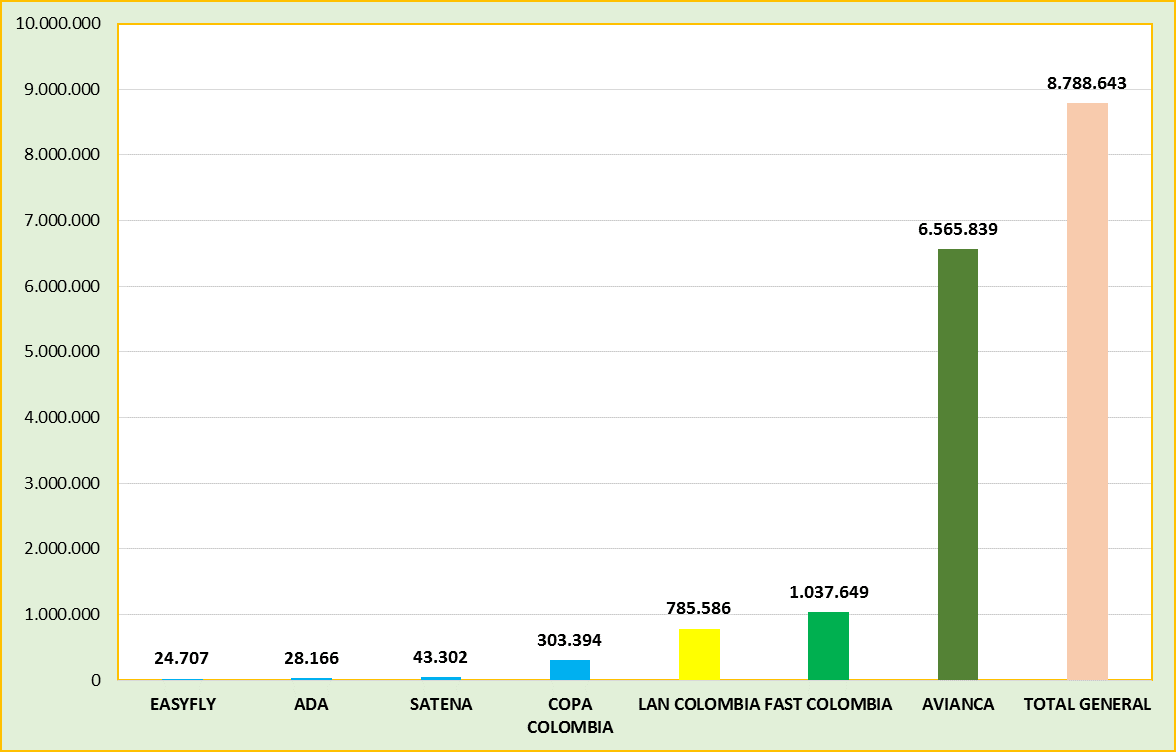 10.000.000
9.000.000
8.000.000
7.000.000
6.000.000
5.000.000
4.000.000
3.000.000
2.000.000
1.000.000
0
24.707
28.166
43.302
303.394
785.586
1.037.649
6.565.839
8.788.643
EASYFLY
ADA
SATENA
COPA
COLOMBIA
LAN COLOMBIA
FAST COLOMBIA
AVIANCA
TOTAL GENERAL